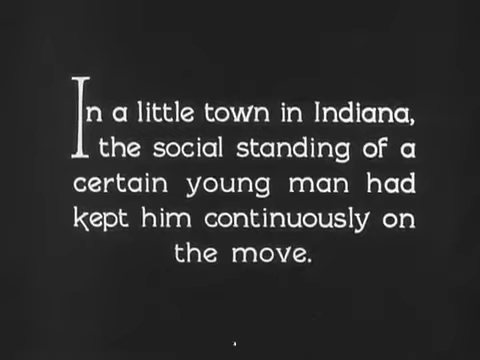 In a little town in Indiana,
the social standing of a
certain young man had
kept him continuously on
the move.